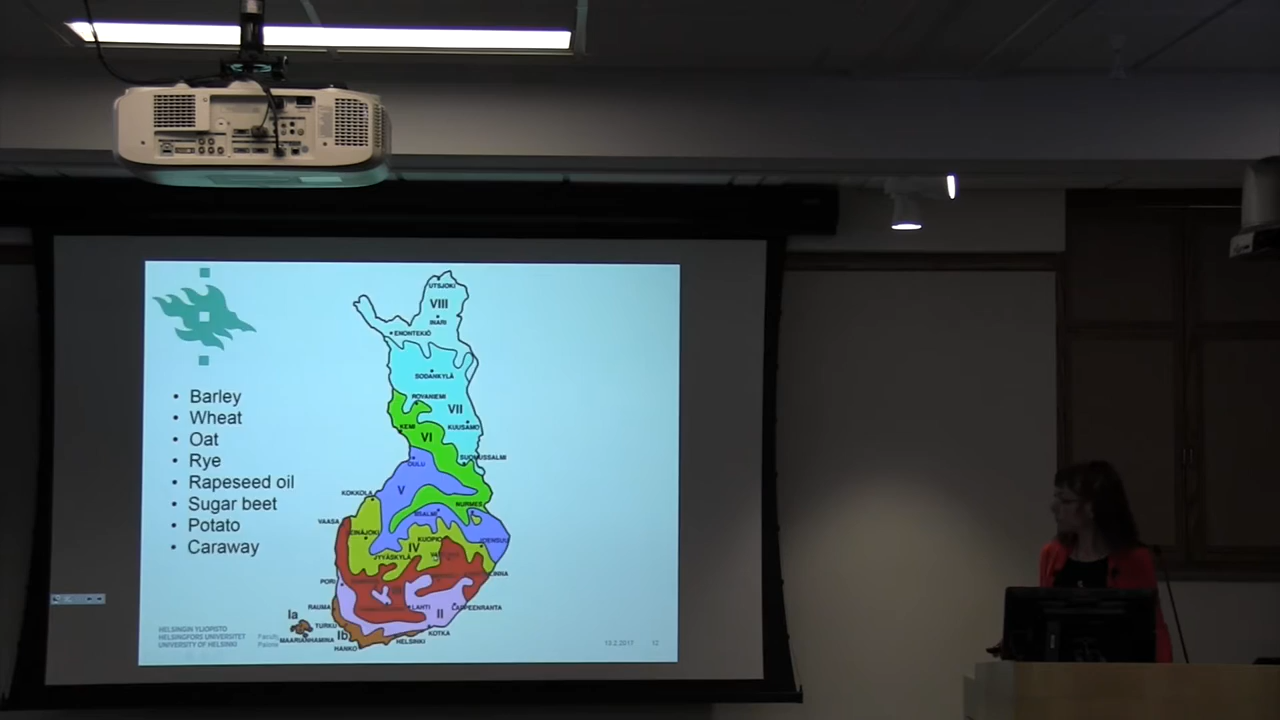 • Barley
• Wheat
• Oat
• Rye
• Rapeseed oil
• Sugar beet
• Potato
• Caraway
UTSJOKI
VIII
INARI
ENONTEKIÖ
SODANKYLÄ
ROVANIEMI
VII
KEMI
KUUSAMO
VI
SUOMUSSALMI
OULU
V
KOKKOLA
NURMES
VAASA
KUOPIO
IV
JYVÄSKYLÄ
PORI
RAUMA
LAHTI
LAPPEENRANTA
II
Ia
TURKU
Ib
KOTKA
MAARIANHAMINA
HELSINKI
HANKO
HELSINGIN YLIOPISTO
HELSINGFORS UNIVERSITET
UNIVERSITY OF HELSINKI
13.2.2017 12